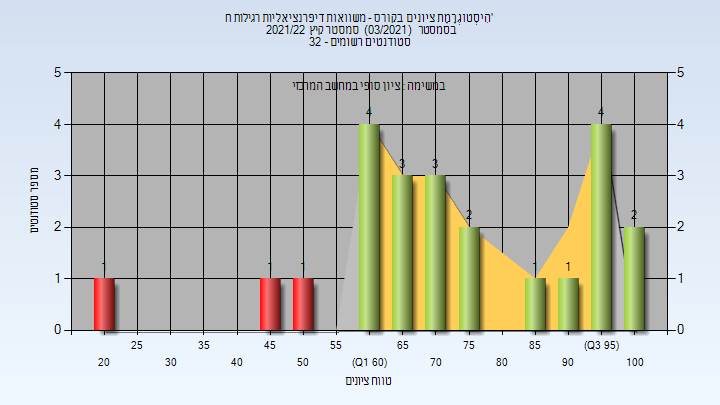 היסטוגרמת ציונים בקורס - משוואות דיפרנציאליות רגילות ח'
בסמסטר (03/2021) סמסטר קיץ 2021/22
סטודנטים רשומים - 32
במשימה : ציון סופי במחשב המרכזי
5 5
4 4 4 4
3 3 3 3
2 2 2 2
1 1 1 1 1 1 1
0 0
מספר סטודנטים
25 35 45 55 65 75 85 (Q3 95)
20 30 40 50 (Q1 60) 70 80 90 100
טווח ציונים